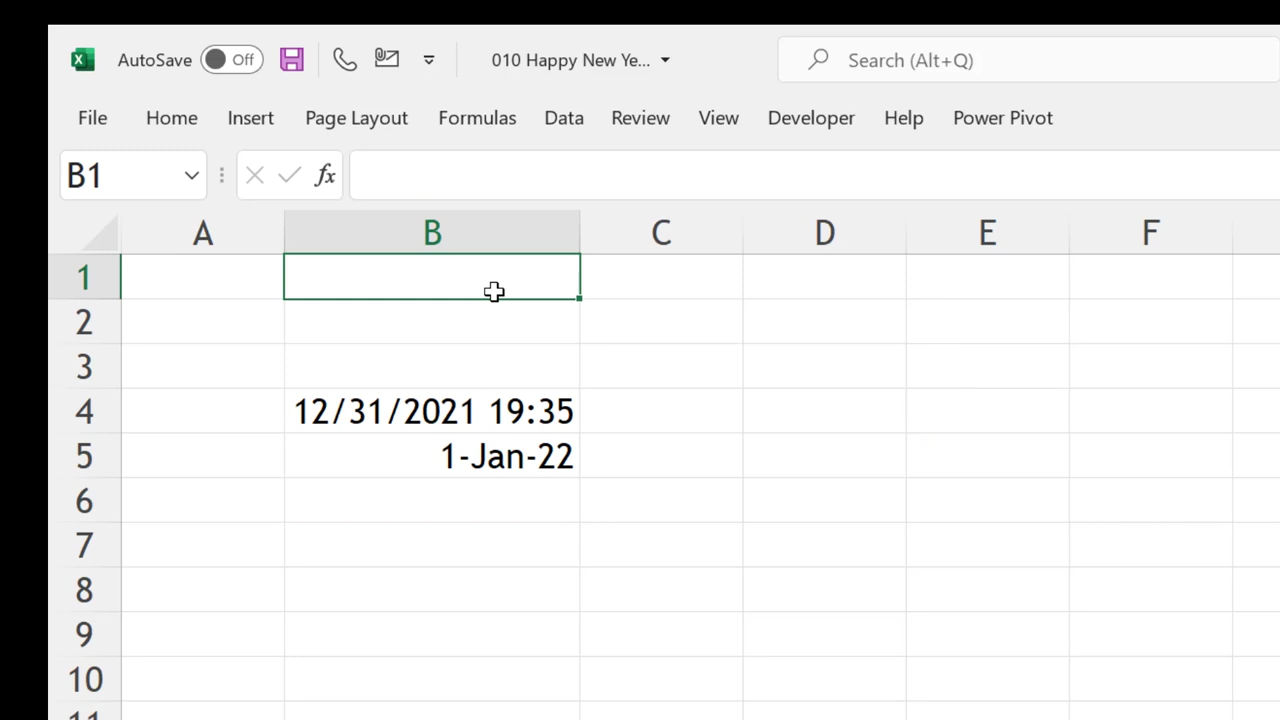 AutoSave Off 010 Happy New Ye... Search (Alt+Q)
File Home Insert Page Layout Formulas Data Review View Developer Help Power Pivot
B1 fx
A B C D E F
1
2
3
4 12/31/2021 19:35
5 1-Jan-22
6
7
8
9
10
11